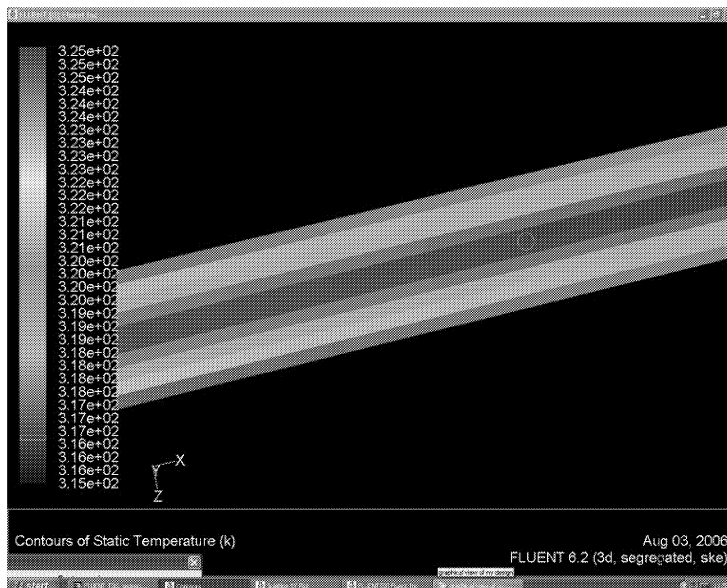 FLUENT
3.25e+02
3.25e+02
3.25e+02
3.24e+02
3.24e+02
3.24e+02
3.23e+02
3.23e+02
3.23e+02
3.23e+02
3.22e+02
3.22e+02
3.22e+02
3.21e+02
3.21e+02
3.21e+02
3.20e+02
3.20e+02
3.20e+02
3.20e+02
3.19e+02
3.19e+02
3.19e+02
3.18e+02
3.18e+02
3.18e+02
3.18e+02
3.17e+02
3.17e+02
3.16e+02
3.16e+02
3.16e+02
3.16e+02
3.15e+02
X
Y
Z
Contours of Static Temperature (k)
Aug 03, 2006
FLUENT 6.2 (3d, segregated, ske)
graphical view of my design
start